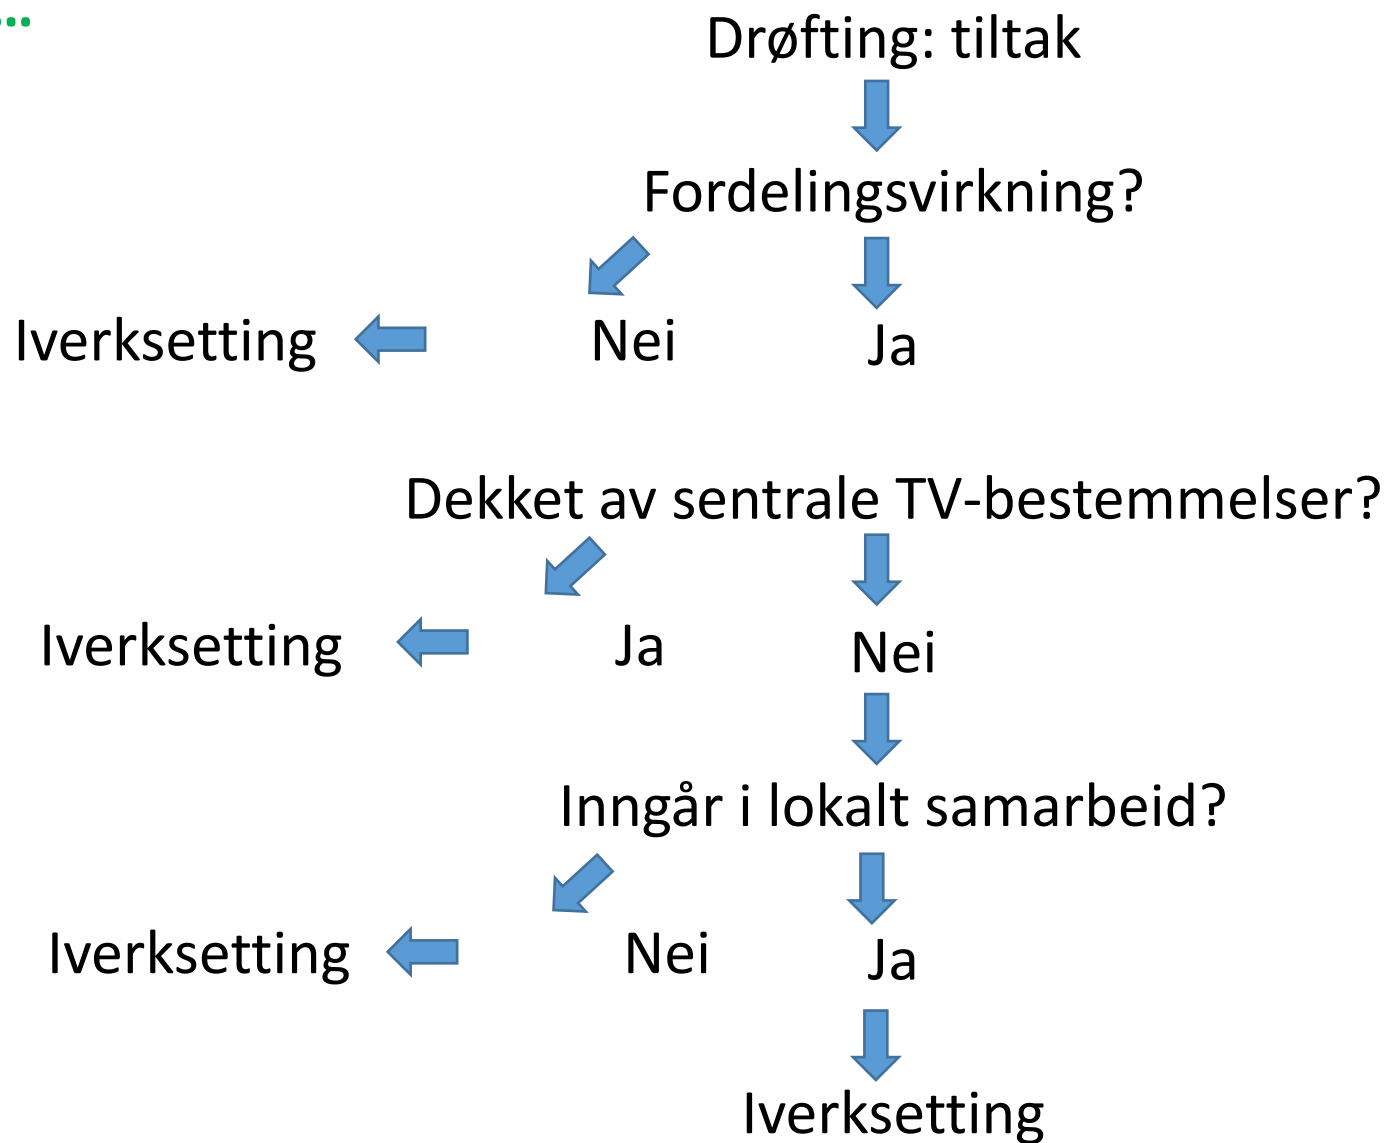 Drøfting: tiltak
Fordelingsvirkning?
Iverksetting Nei Ja
Dekket av sentrale TV-bestemmelser?
Iverksetting Ja Nei
Inngår i lokalt samarbeid?
Iverksetting Nei Ja
Iverksetting